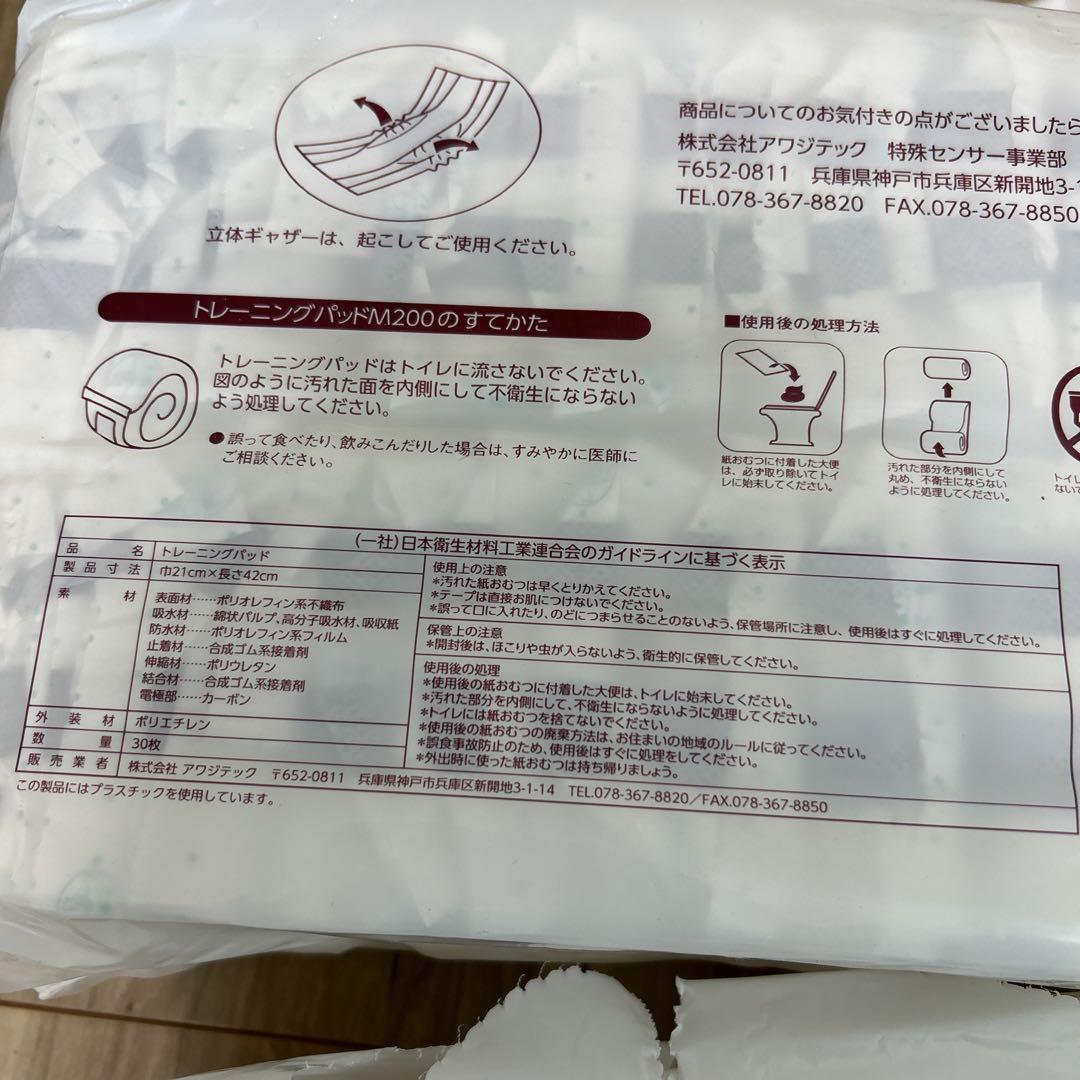 立体ギャザーは、起こしてご使用ください。
商品についてのお気付きの点がございましたら
株式会社アワジテック 特殊センサー事業部
〒652-0811 兵庫県神戸市兵庫区新開地3-1
TEL.078-367-8820 FAX.078-367-8850
トレーニングパッドM200のすてかた
トレーニングパッドはトイレに流さないでください。
図のように汚れた面を内側にして不衛生にならない
よう処理してください。
●誤って食べたり、飲みこんだりした場合は、すみやかに医師に
ご相談ください。
■使用後の処理方法
紙おむつに付着した大便
は、必ず取り除いてトイ
レに始末してください。
汚れた部分を内側にして
丸め、不衛生にならない
ように処理してください。
トイレ
ないで
(一社)日本衛生材料工業連合会のガイドラインに基づく表示
品名 トレーニングパッド
製品寸法 巾21cm×長さ42cm
素材 表面材……ポリオレフィン系不織布
吸水材……綿状パルプ、高分子吸水材、吸収紙
防水材……ポリオレフィン系フィルム
止着材……合成ゴム系接着剤
伸縮材……ポリウレタン
結合材……合成ゴム系接着剤
電極部……カーボン
外装材 ポリエチレン
数量 30枚
販売業者 株式会社 アワジテック 〒652-0811 兵庫県神戸市兵庫区新開地3-1-14 TEL.078-367-8820/FAX.078-367-8850
使用上の注意
*汚れた紙おむつは早くとりかえてください。
*テープは直接お肌につけないでください。
*誤って口に入れたり、のどにつまらせることのないよう、保管場所に注意し、使用後はすぐに処理してください。
保管上の注意
*開封後は、ほこりや虫が入らないよう、衛生的に保管してください。
使用後の処理
*使用後の紙おむつに付着した大便は、トイレに始末してください。
*汚れた部分を内側にして、不衛生にならないように処理してください。
*トイレには紙おむつを捨てないでください。
*使用後の紙おむつの廃棄方法は、お住まいの地域のルールに従ってください。
*誤食事故防止のため、使用後はすぐに処理をしてください。
*外出時に使った紙おむつは持ち帰りましょう。
この製品にはプラスチックを使用しています。